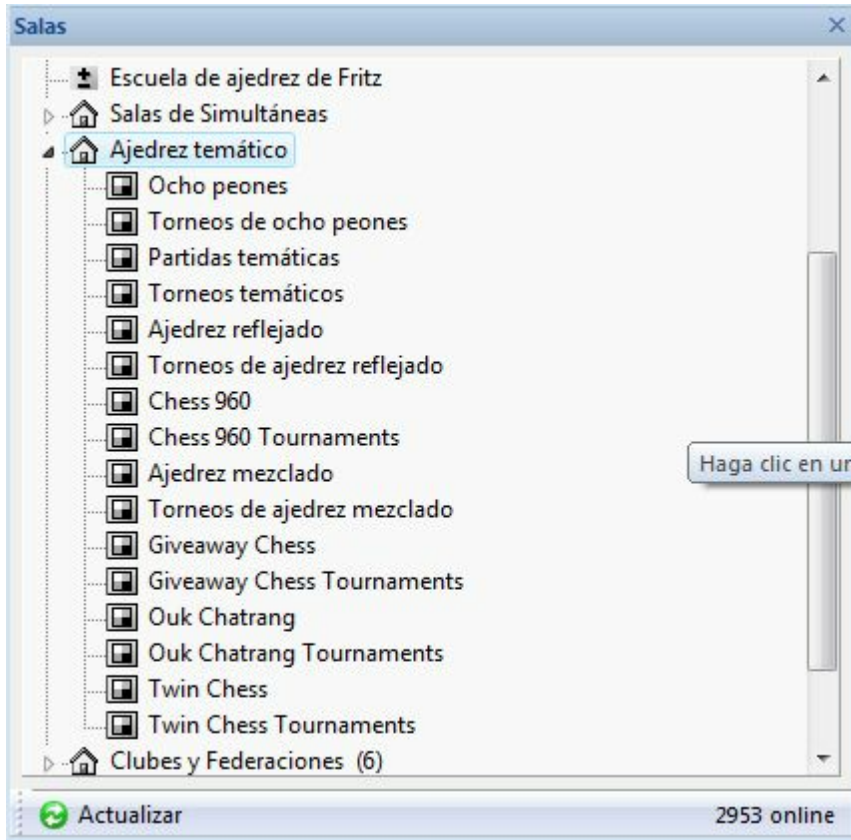 Salas
Escuela de ajedrez de Fritz
Salas de Simultáneas
Ajedrez temático
Ocho peones
Torneos de ocho peones
Partidas temáticas
Torneos temáticos
Ajedrez reflejado
Torneos de ajedrez reflejado
Chess 960
Chess 960 Tournaments
Ajedrez mezclado
Haga clic en un
Torneos de ajedrez mezclado
Giveaway Chess
Giveaway Chess Tournaments
Ouk Chatrang
Ouk Chatrang Tournaments
Twin Chess
Twin Chess Tournaments
Clubes y Federaciones (6)
Actualizar 2953 online